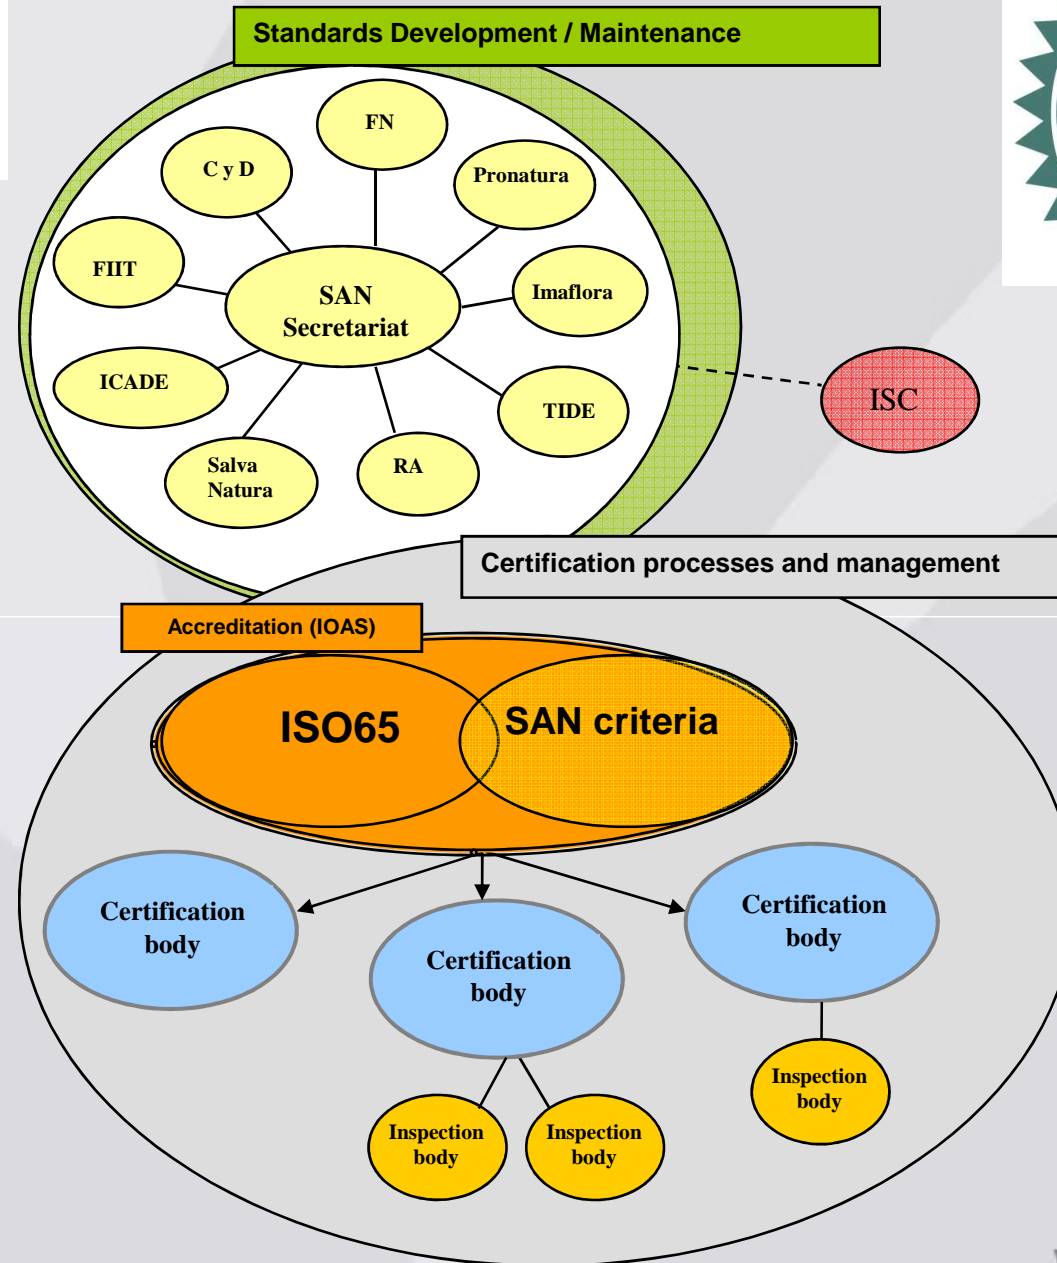 Standards Development / Maintenance
FN
C y D
Pronatura
FIIT
SAN
Secretariat
Imaflora
ICADE
TIDE
ISC
Salva
Natura
RA
Certification processes and management
Accreditation (IOAS)
ISO65
SAN criteria
Certification
body
Certification
body
Certification
body
Inspection
body
Inspection
body
Inspection
body